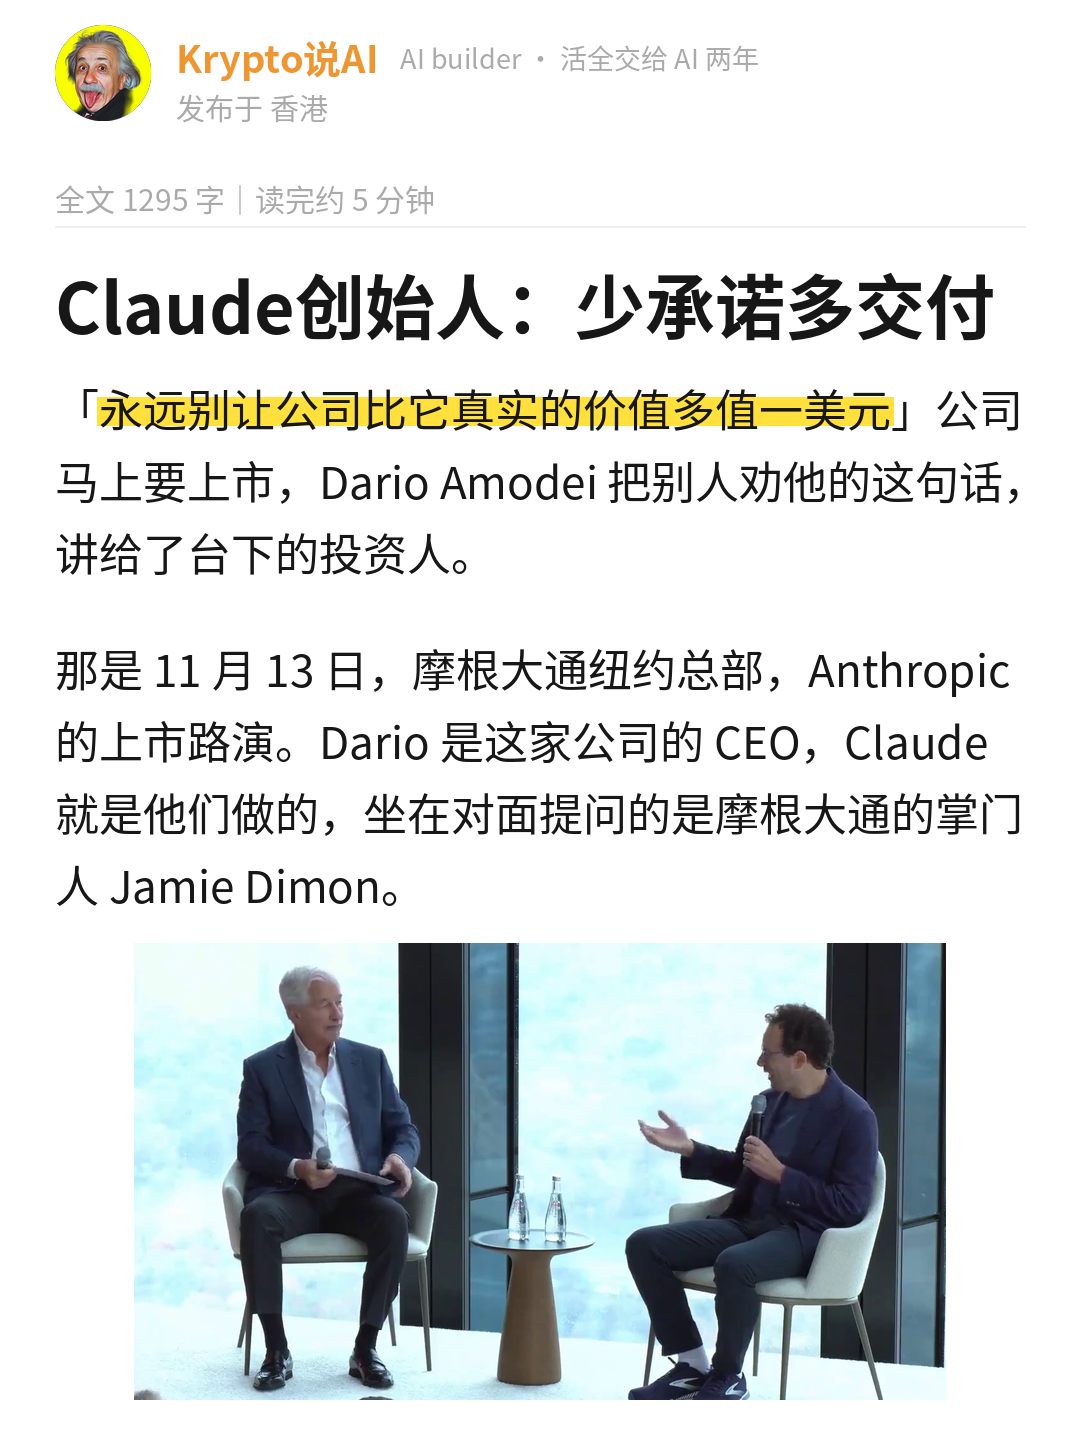 Krypto说AI AI builder · 活全交给 AI 两年
发布于 香港
全文 1295 字｜读完约 5 分钟
Claude创始人：少承诺多交付
「永远别让公司比它真实的价值多值一美元」公司
马上要上市，Dario Amodei 把别人劝他的这句话，
讲给了台下的投资人。
那是 11 月 13 日，摩根大通纽约总部，Anthropic
的上市路演。Dario 是这家公司的 CEO，Claude
就是他们做的，坐在对面提问的是摩根大通的掌门
人 Jamie Dimon。